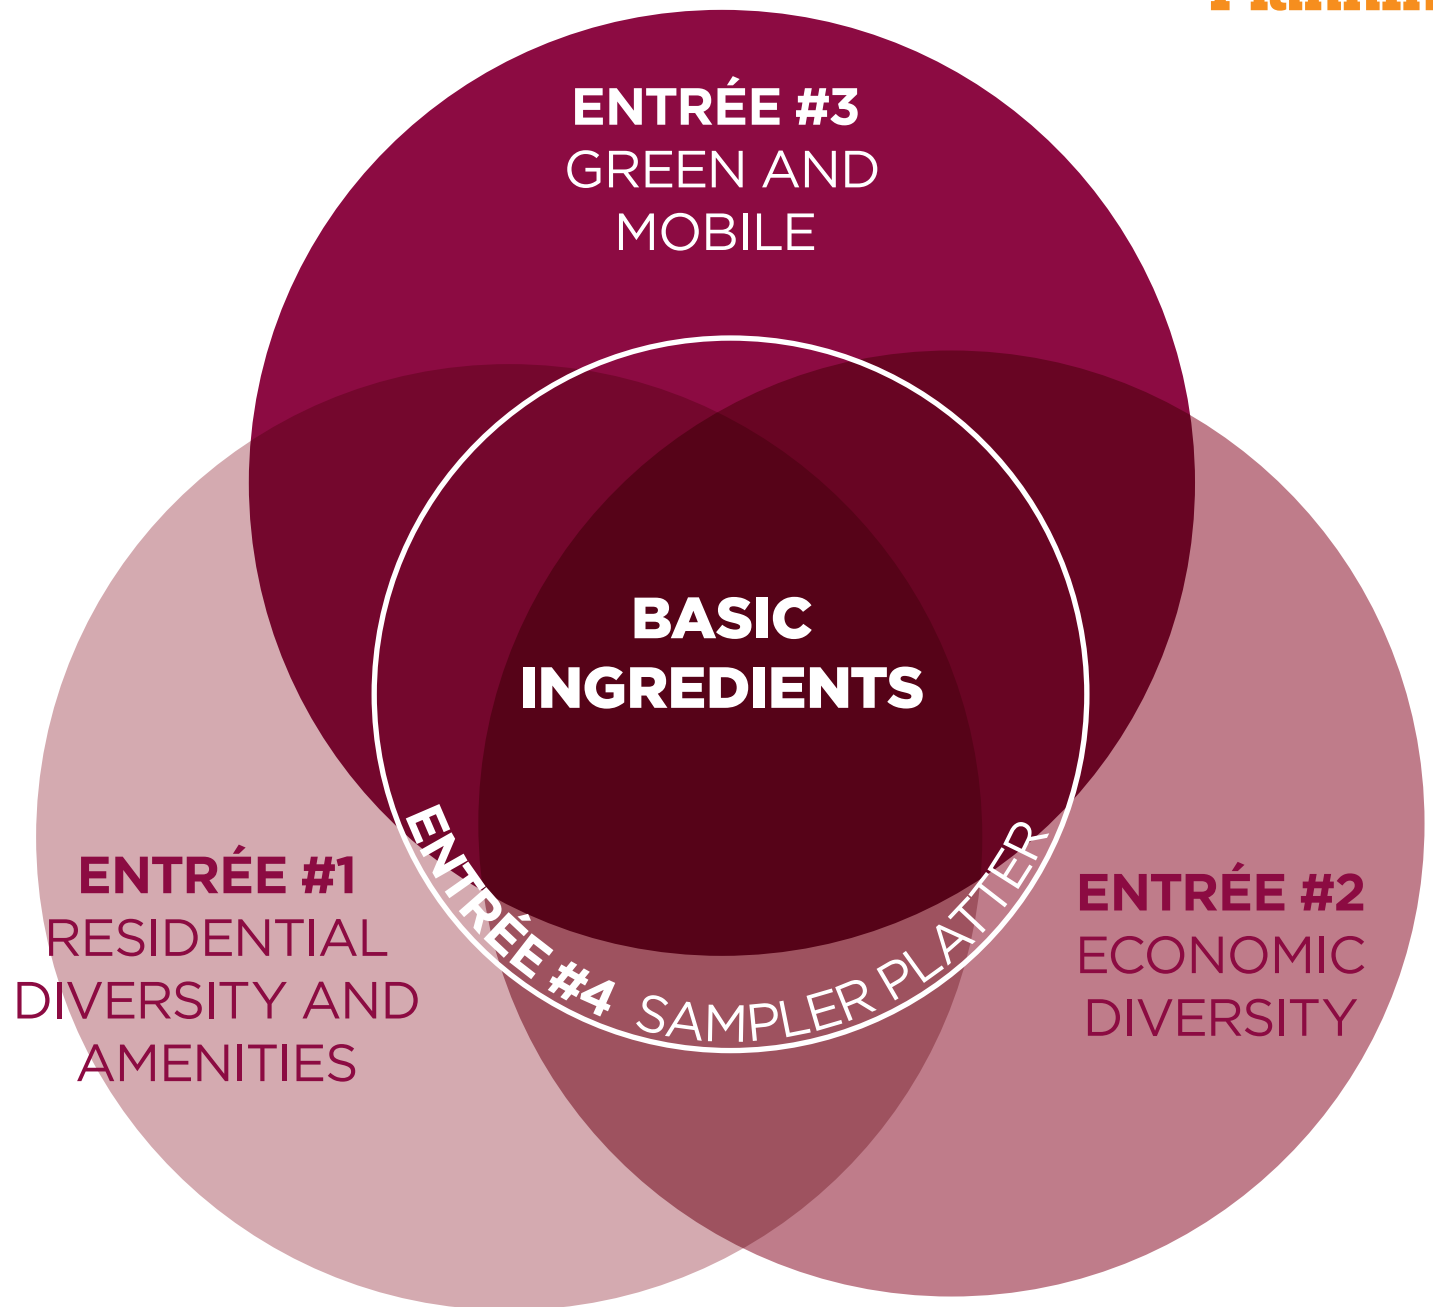 ENTRÉE #3
GREEN AND
MOBILE
BASIC
INGREDIENTS
ENTRÉE #4 SAMPLER PLATTER
ENTRÉE #1
RESIDENTIAL
DIVERSITY AND
AMENITIES
ENTRÉE #2
ECONOMIC
DIVERSITY